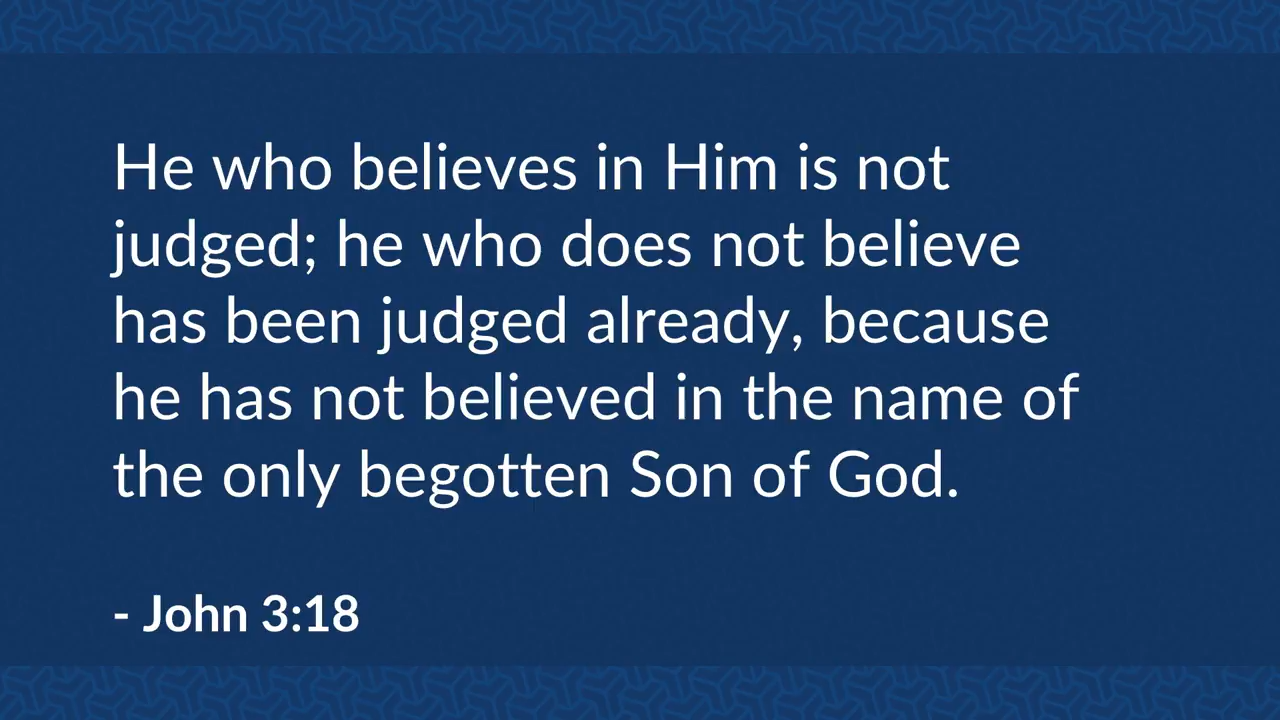 He who believes in Him is not
judged; he who does not believe
has been judged already, because
he has not believed in the name of
the only begotten Son of God.
- John 3:18